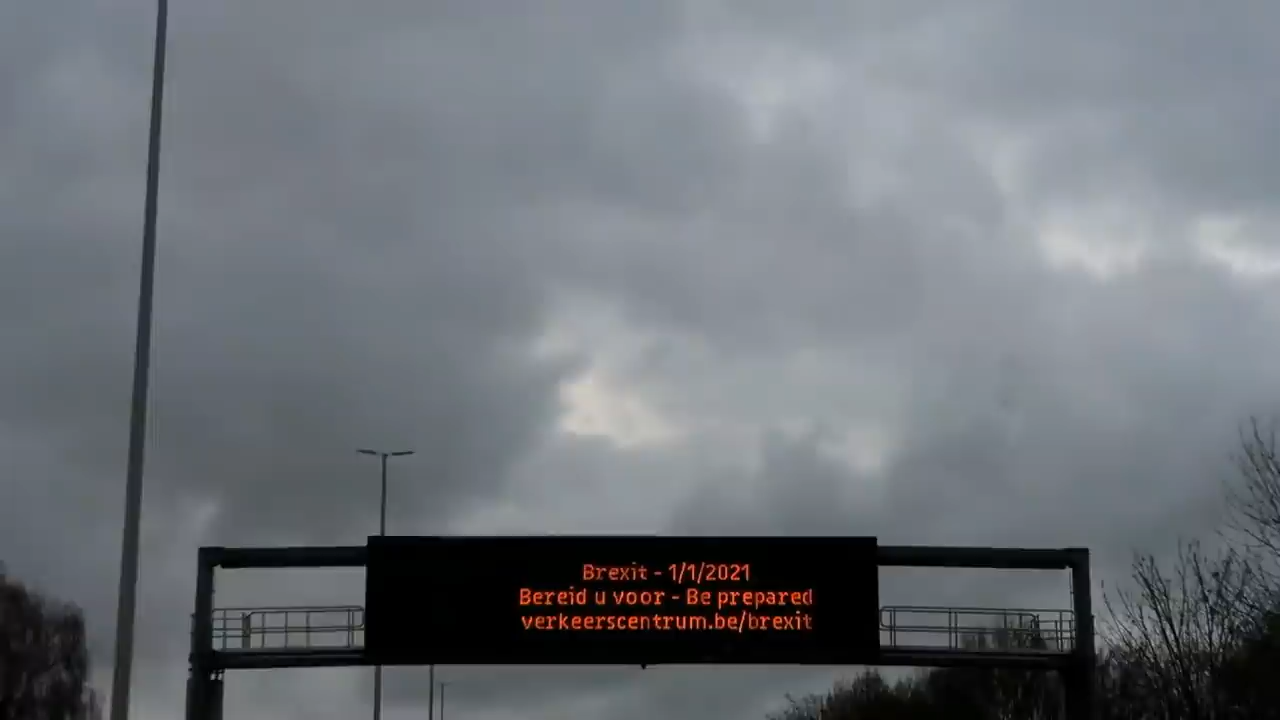 Brexit - 1/1/2021
Bereid u voor - Be prepared
verkeerscentrum.be/brexit